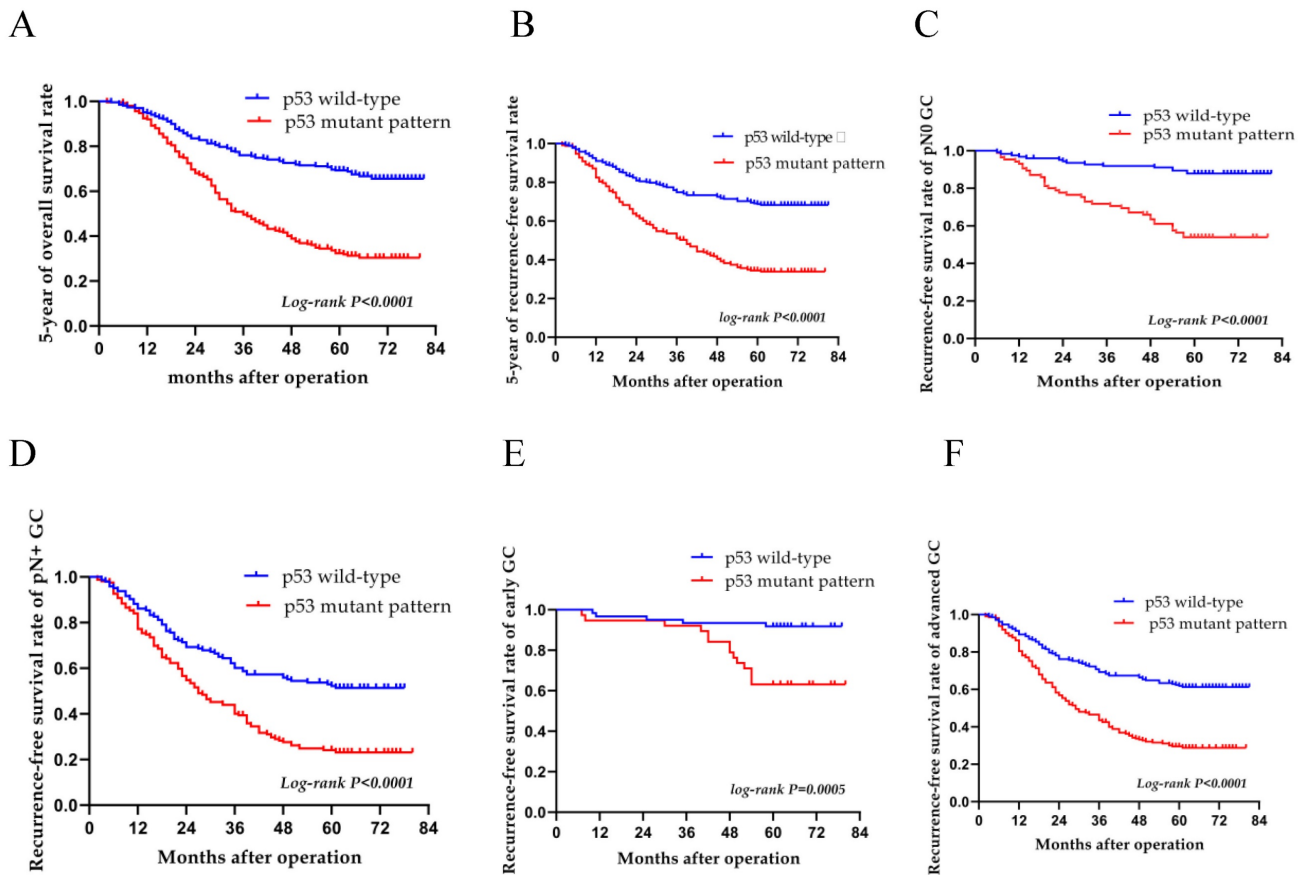 A
5-year of overall survival rate
p53 wild-type
p53 mutant pattern
1.0
0.8
0.6
0.4
0.2
0.0
Log-rank P<0.0001
0 12 24 36 48 60 72 84
months after operation
B
5-year of recurrence-free survival rate
p53 wild-type □
p53 mutant pattern
1.0
0.8
0.6
0.4
0.2
0.0
log-rank P<0.0001
0 12 24 36 48 60 72 84
Months after operation
C
Recurrence-free survival rate of pN0 GC
p53 wild-type
p53 mutant pattern
1.0
0.8
0.6
0.4
0.2
0.0
Log-rank P<0.0001
0 12 24 36 48 60 72 84
Months after operation
D
Recurrence-free survival rate of pN+ GC
p53 wild-type
p53 mutant pattern
1.0
0.8
0.6
0.4
0.2
0.0
Log-rank P<0.0001
0 12 24 36 48 60 72 84
Months after operation
E
Recurrence-free survival rate of early GC
p53 wild-type
p53 mutant pattern
1.0
0.8
0.6
0.4
0.2
0.0
log-rank P=0.0005
0 12 24 36 48 60 72 84
Months after operation
F
Recurrence-free survival rate of advanced GC
p53 wild-type
p53 mutant pattern
1.0
0.8
0.6
0.4
0.2
0.0
Log-rank P<0.0001
0 12 24 36 48 60 72 84
Months after operation